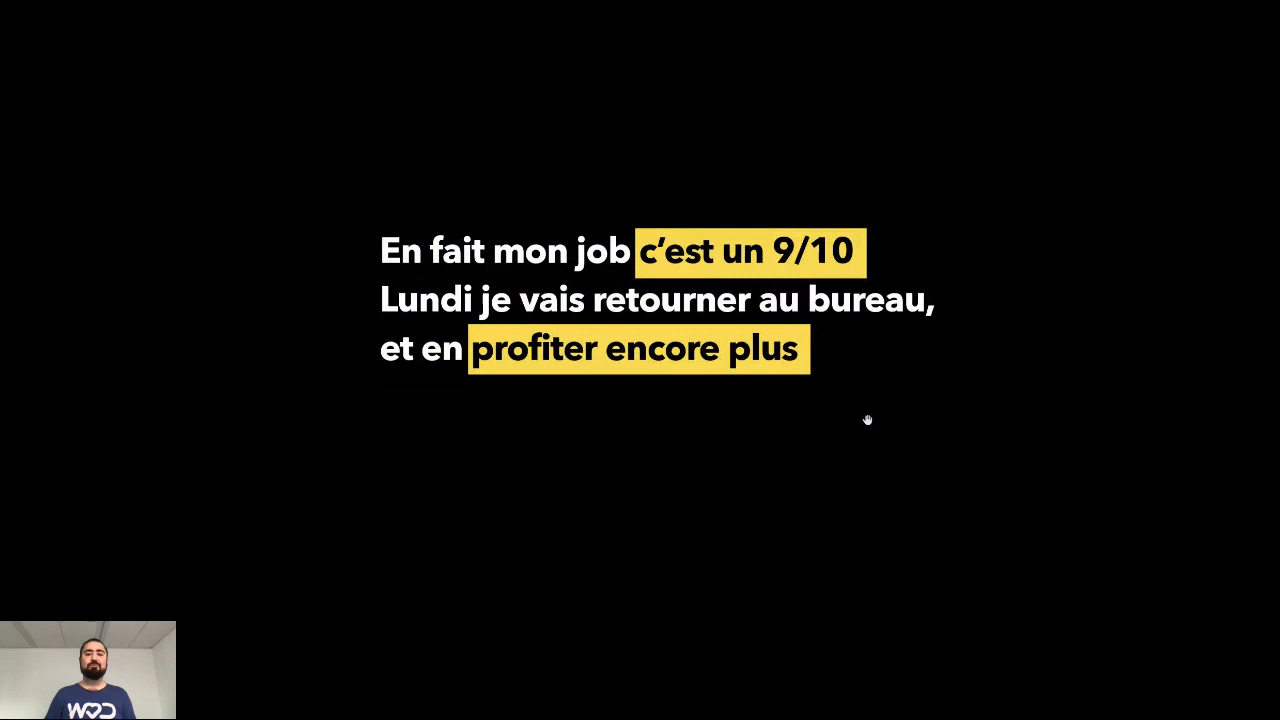 En fait mon job c’est un 9/10
Lundi je vais retourner au bureau,
et en profiter encore plus